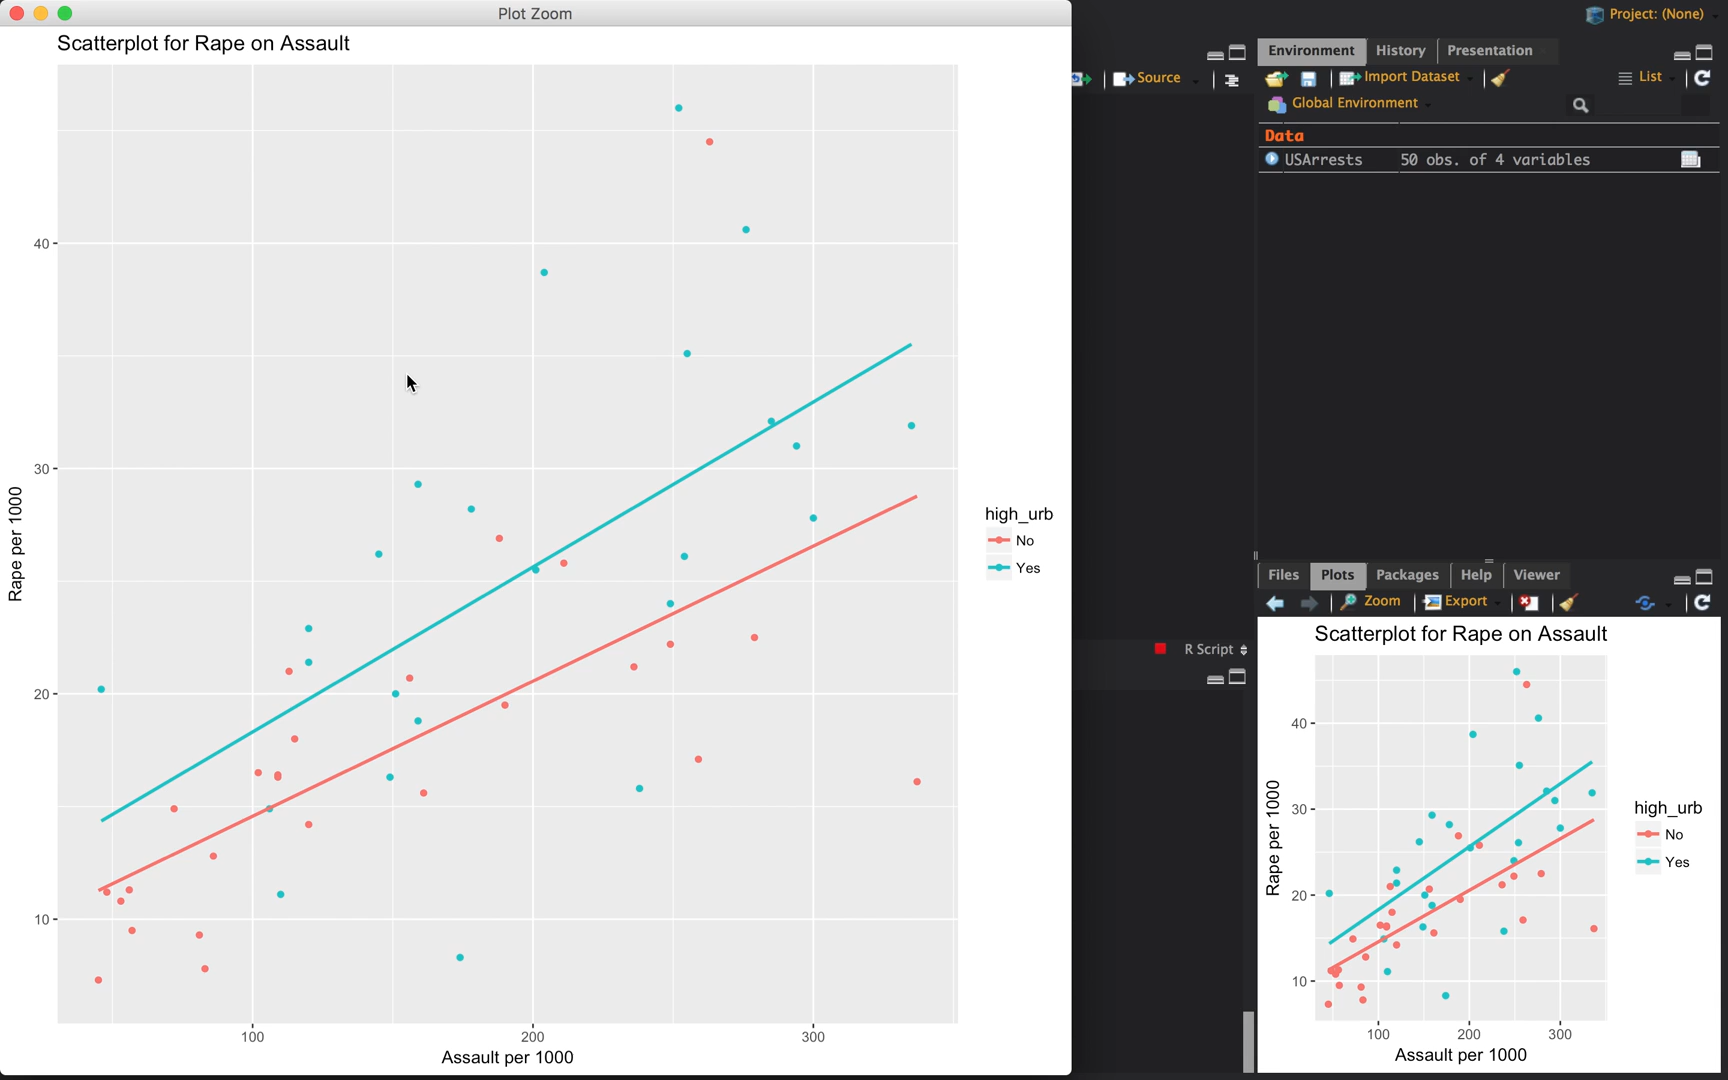 Plot Zoom
Scatterplot for Rape on Assault
40
30
20
10
Rape per 1000
100
200
300
Assault per 1000
high_urb
No
Yes
Project: (None)
Source
Environment
History
Presentation
Import Dataset
List
Global Environment
Data
USArrests 50 obs. of 4 variables
R Script
Files
Plots
Packages
Help
Viewer
Zoom
Export
Scatterplot for Rape on Assault
40
30
20
10
Rape per 1000
100
200
300
Assault per 1000
high_urb
No
Yes